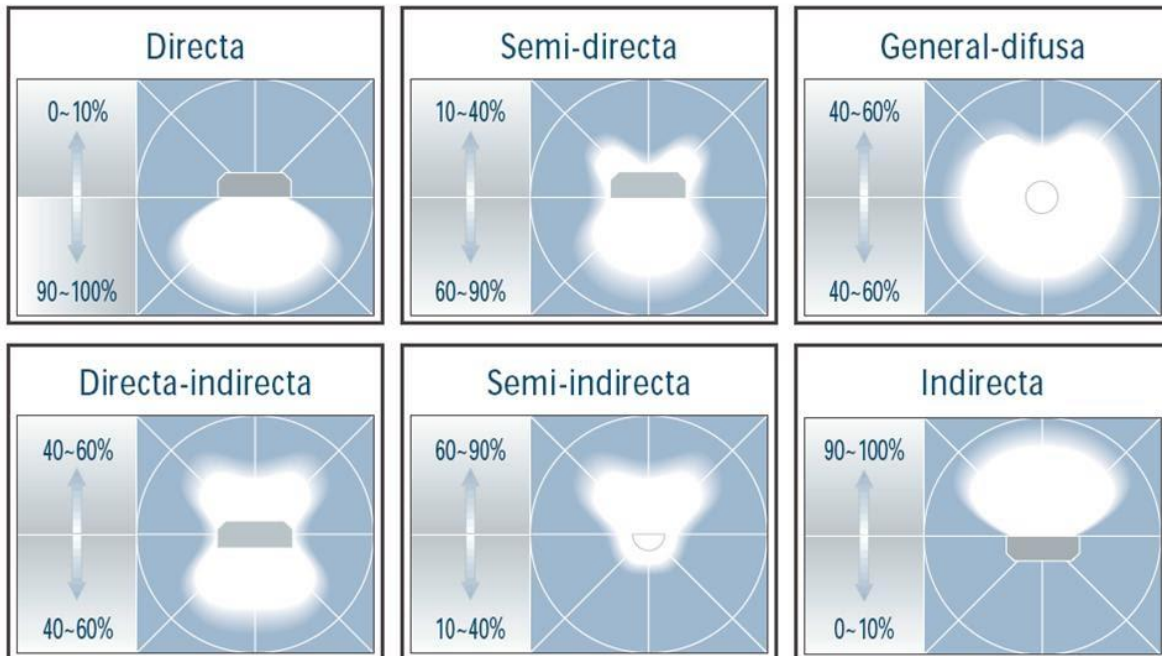 Directa
0~10%
90~100%
Semi-directa
10~40%
60~90%
General-difusa
40~60%
40~60%
Directa-indirecta
40~60%
40~60%
Semi-indirecta
60~90%
10~40%
Indirecta
90~100%
0~10%